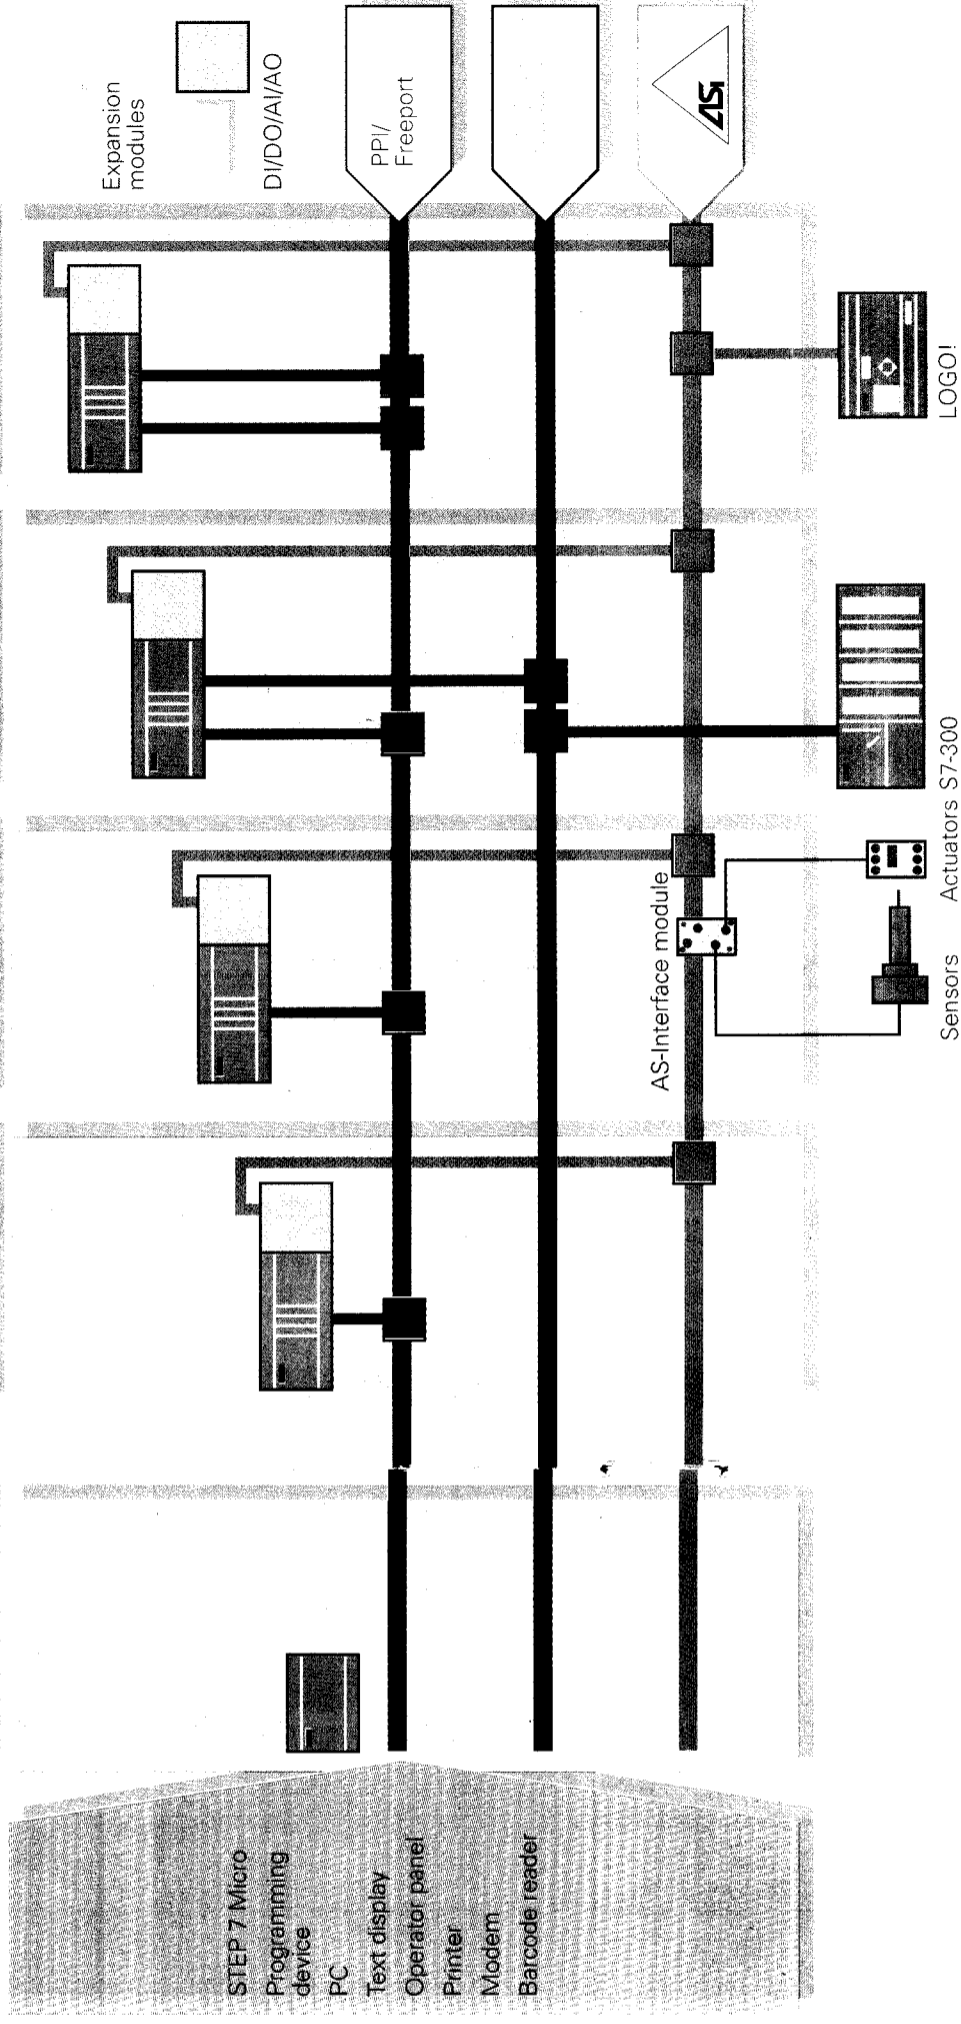 Expansion
modules
DI/DO/AI/AO
PPI/
Freeport
ASi
AS-Interface module
LOGO!
S7-300
Actuators
Sensors
STEP 7 Micro
Programming
device
PC
Text display
Operator panel
Printer
Modem
Barcode reader